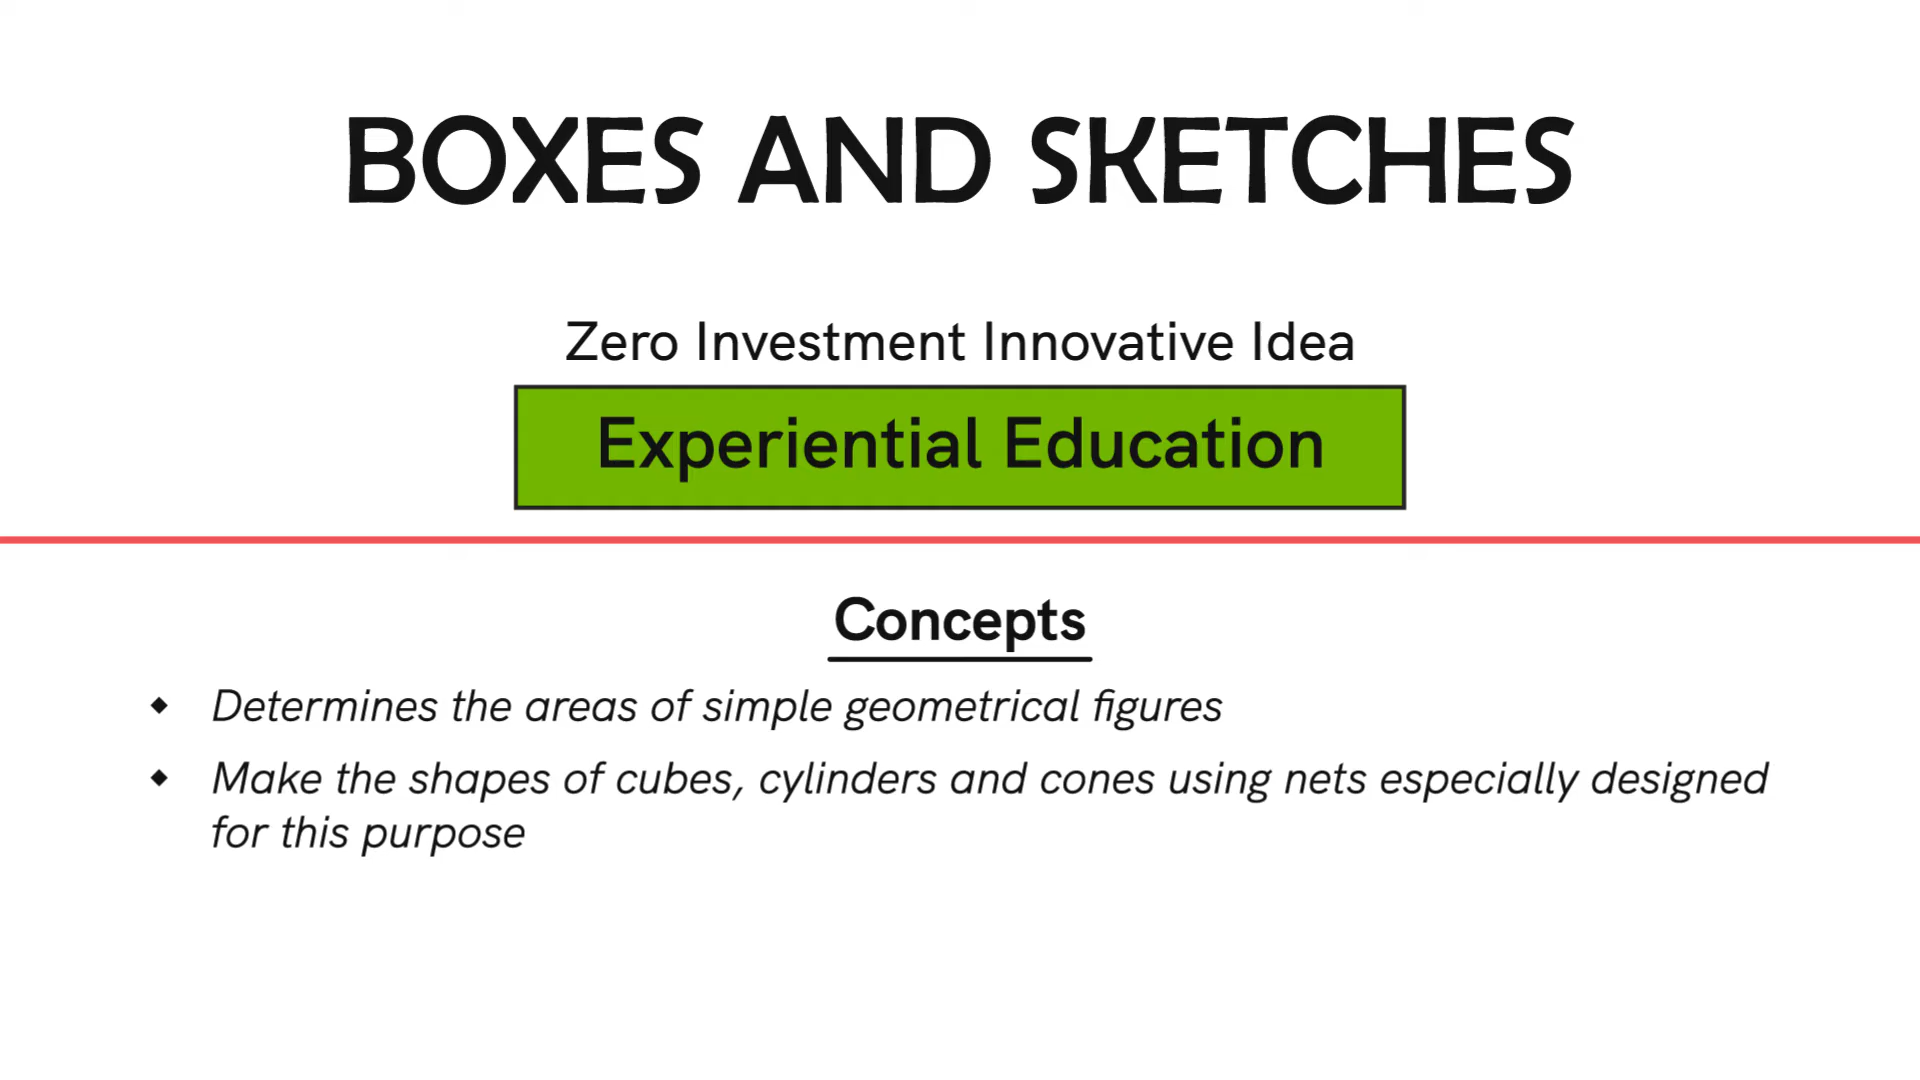 BOXES AND SKETCHES
Zero Investment Innovative Idea
Experiential Education
Concepts
◆ Determines the areas of simple geometrical figures
◆ Make the shapes of cubes, cylinders and cones using nets especially designed
for this purpose